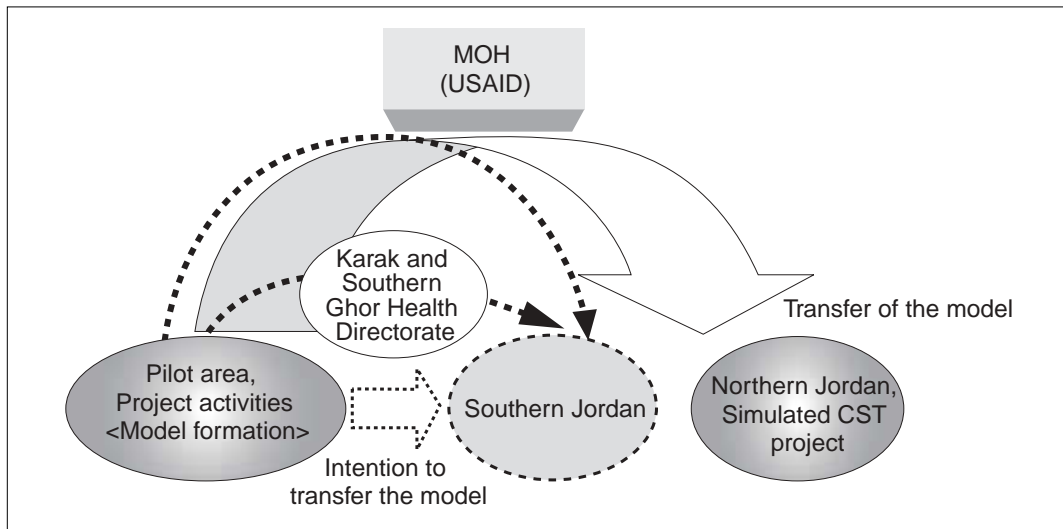 MOH
(USAID)
Karak and
Southern
Ghor Health
Directorate
Transfer of the model
Pilot area,
Project activities
<Model formation>
Southern Jordan
Northern Jordan,
Simulated CST
project
Intention to
transfer the model